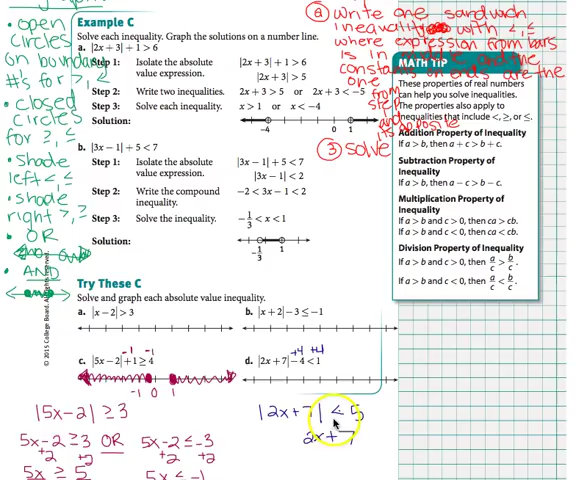 open
circles
on boundary
#'s for >, <
closed
circles
for ≥, ≤
shade
left <, ≤
shade
right >, ≥
OR
AND
© 2015 College Board. All rights reserved.
Example C
Solve each inequality. Graph the solutions on a number line.
a. |2x + 3| + 1 > 6
Step 1: Isolate the absolute value expression. |2x + 3| + 1 > 6
|2x + 3| > 5
Step 2: Write two inequalities. 2x + 3 > 5 or 2x + 3 < −5
Step 3: Solve each inequality. x > 1 or x < −4
Solution:
−4 0 1
b. |3x − 1| + 5 < 7
Step 1: Isolate the absolute value expression. |3x − 1| + 5 < 7
|3x − 1| < 2
Step 2: Write the compound inequality. −2 < 3x − 1 < 2
Step 3: Solve the inequality. −1/3 < x < 1
Solution:
−1/3 1
② write one sandwich
inequality with <, ≤
where expression from bars
is in middle and the
constants on ends are the
one
from
step
and
its opposite
③ solve
MATH TIP
These properties of real numbers
can help you solve inequalities.
The properties also apply to
inequalities that include <, ≥, or ≤.
Addition Property of Inequality
If a > b, then a + c > b + c.
Subtraction Property of
Inequality
If a > b, then a − c > b − c.
Multiplication Property of
Inequality
If a > b and c > 0, then ca > cb.
If a > b and c < 0, then ca < cb.
Division Property of Inequality
If a > b and c > 0, then a/c > b/c.
If a > b and c < 0, then a/c < b/c.
Try These C
Solve and graph each absolute value inequality.
a. |x − 2| > 3
b. |x + 2| − 3 ≤ −1
−1 −1
c. |5x − 2| + 1 ≥ 4
+4 +4
d. |2x + 7| − 4 < 1
−1 0 1
|5x−2| ≥ 3
5x−2 ≥ 3 OR 5x−2 ≤ −3
+2 +2 +2 +2
5x ≥ 5 5x ≤ −1
|2x+7| < 5
2x+7